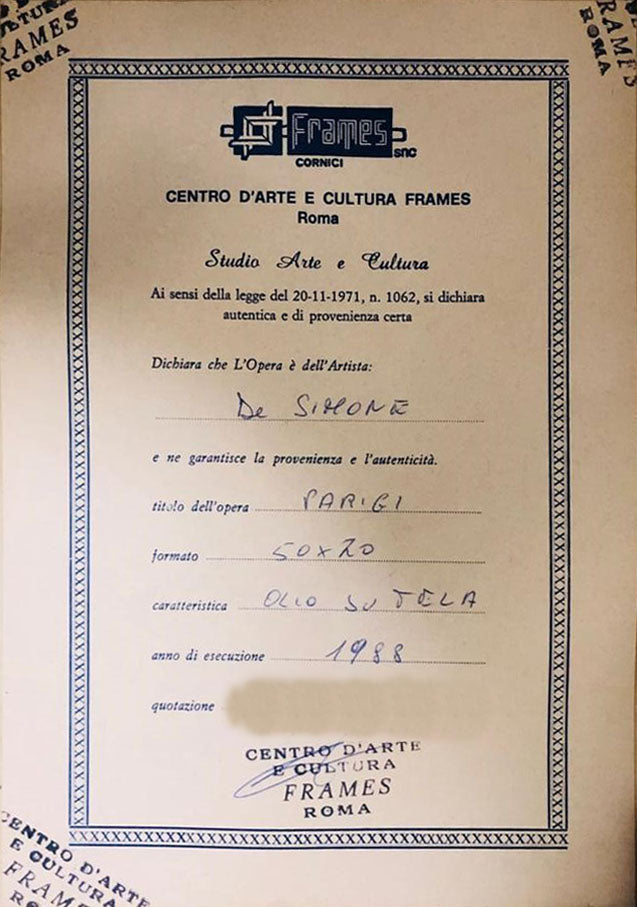 D'
CULTURA
FRAMES
ROMA
FRAMES
ROMA
Frames
snc
CORNICI
CENTRO D'ARTE E CULTURA FRAMES
Roma
Studio Arte e Cultura
Ai sensi della legge del 20-11-1971, n. 1062, si dichiara
autentica e di provenienza certa
Dichiara che L'Opera è dell'Artista:
De SIMONE
e ne garantisce la provenienza e l'autenticità.
titolo dell'opera PARIGI
formato 50x70
caratteristica OLIO SU TELA
anno di esecuzione 1988
quotazione
CENTRO D'ARTE
E CULTURA
FRAMES
ROMA
CENTRO D'ARTE
E CULTURA
FRAMES
ROMA